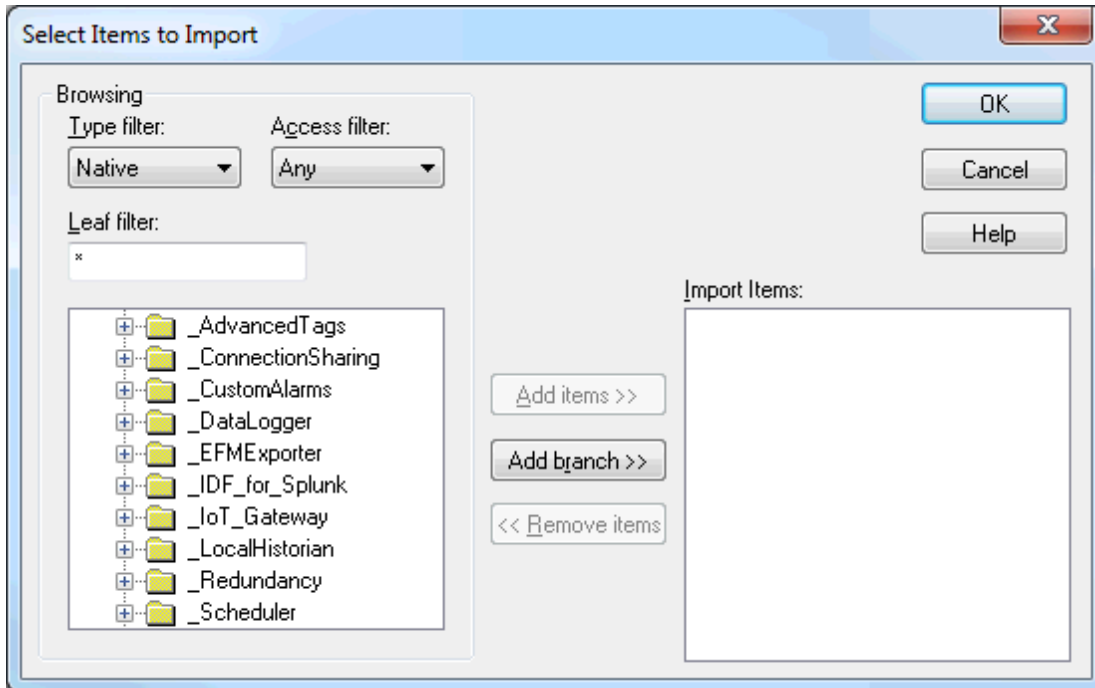 Select Items to Import
Browsing
Type filter:
Access filter:
Native
Any
Leaf filter:
*
_AdvancedTags
_ConnectionSharing
_CustomAlarms
_DataLogger
_EFMExporter
_IDF_for_Splunk
_IoT_Gateway
_LocalHistorian
_Redundancy
_Scheduler
Add items >>
Add branch >>
<< Remove items
OK
Cancel
Help
Import Items: